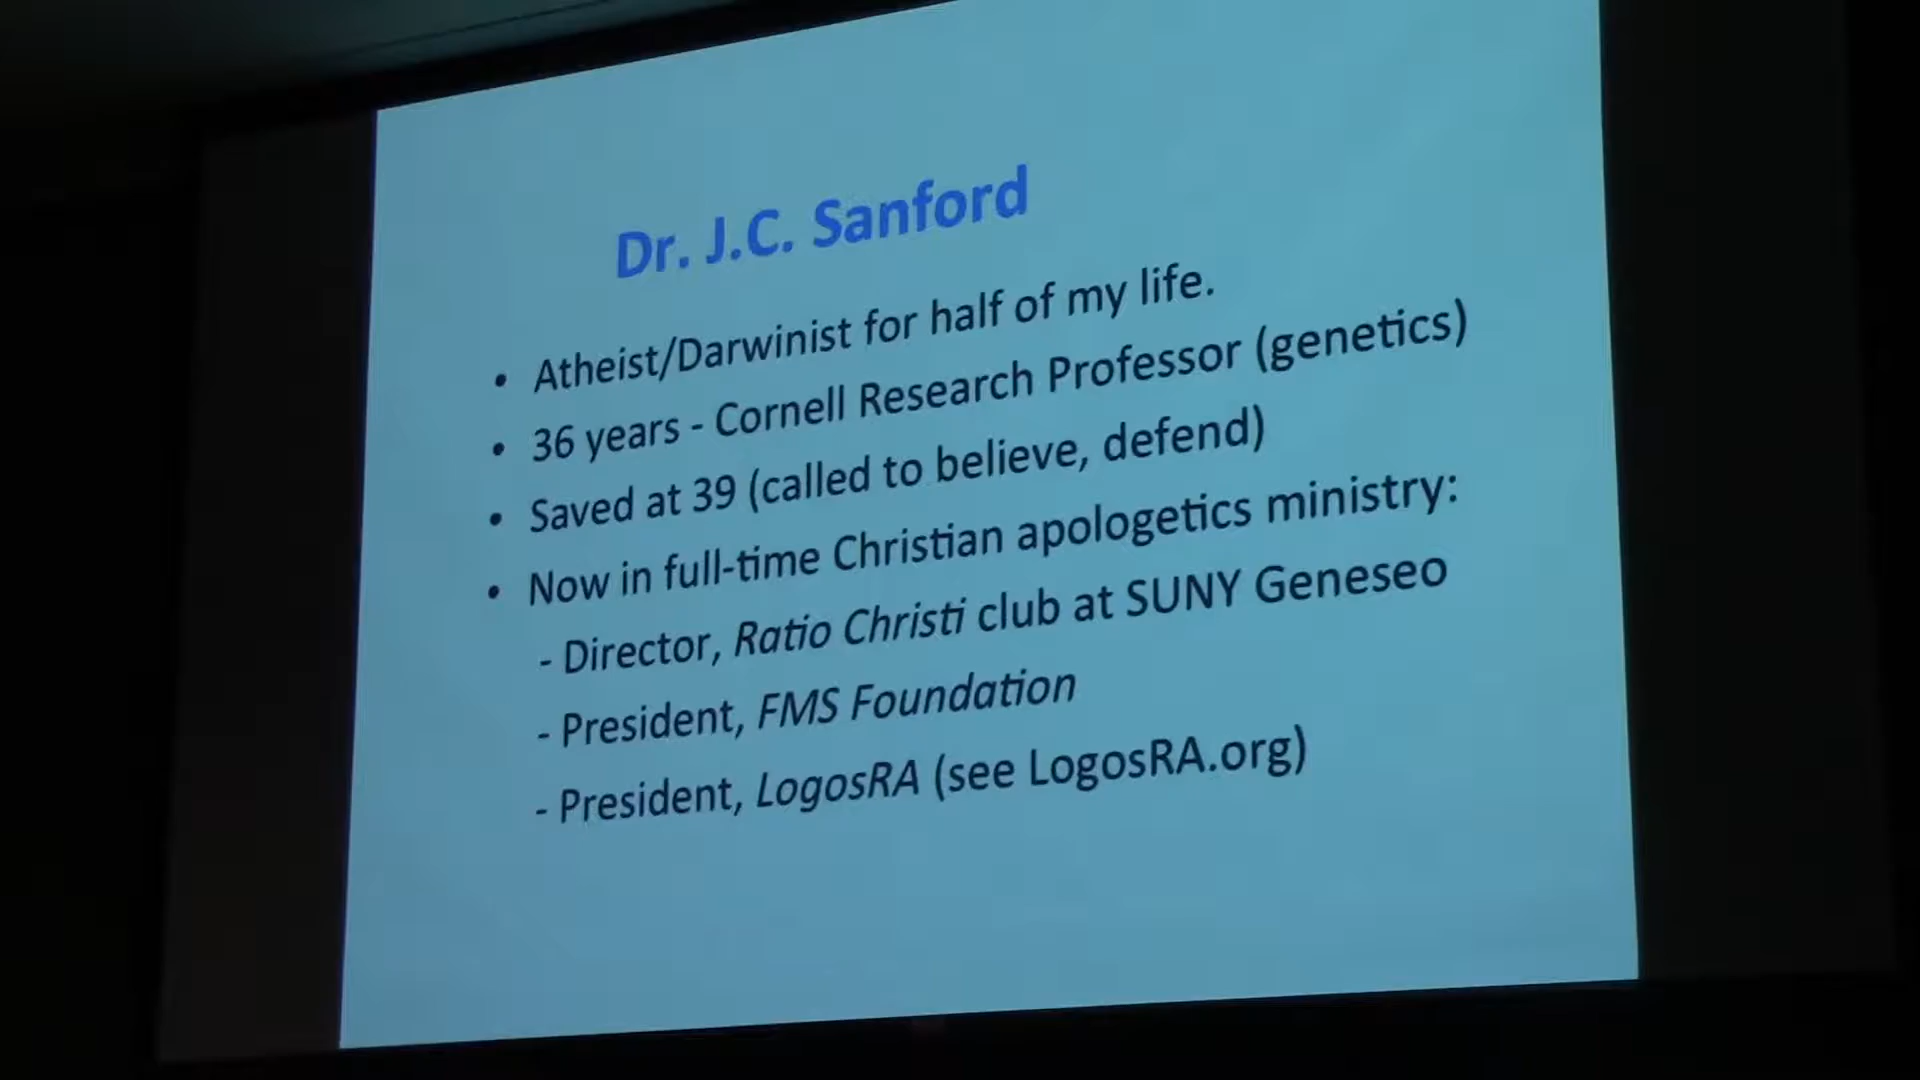 Dr. J.C. Sanford
• Atheist/Darwinist for half of my life.
• 36 years - Cornell Research Professor (genetics)
• Saved at 39 (called to believe, defend)
• Now in full-time Christian apologetics ministry:
- Director, Ratio Christi club at SUNY Geneseo
- President, FMS Foundation
- President, LogosRA (see LogosRA.org)